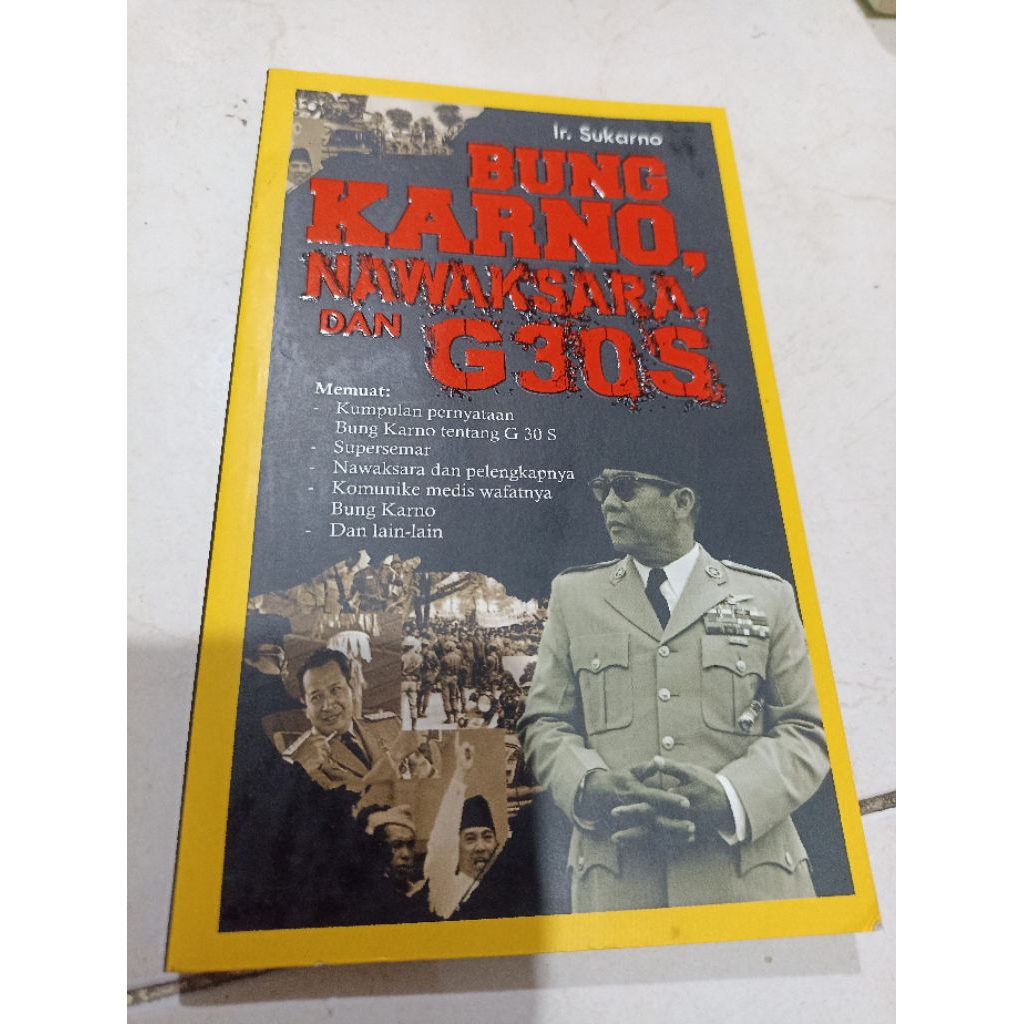 Ir. Sukarno
BUNG
KARNO,
NAWAKSARA,
DAN G30S
Memuat:
- Kumpulan pernyataan
Bung Karno tentang G 30 S
- Supersemar
- Nawaksara dan pelengkapnya
- Komunike medis wafatnya
Bung Karno
- Dan lain-lain